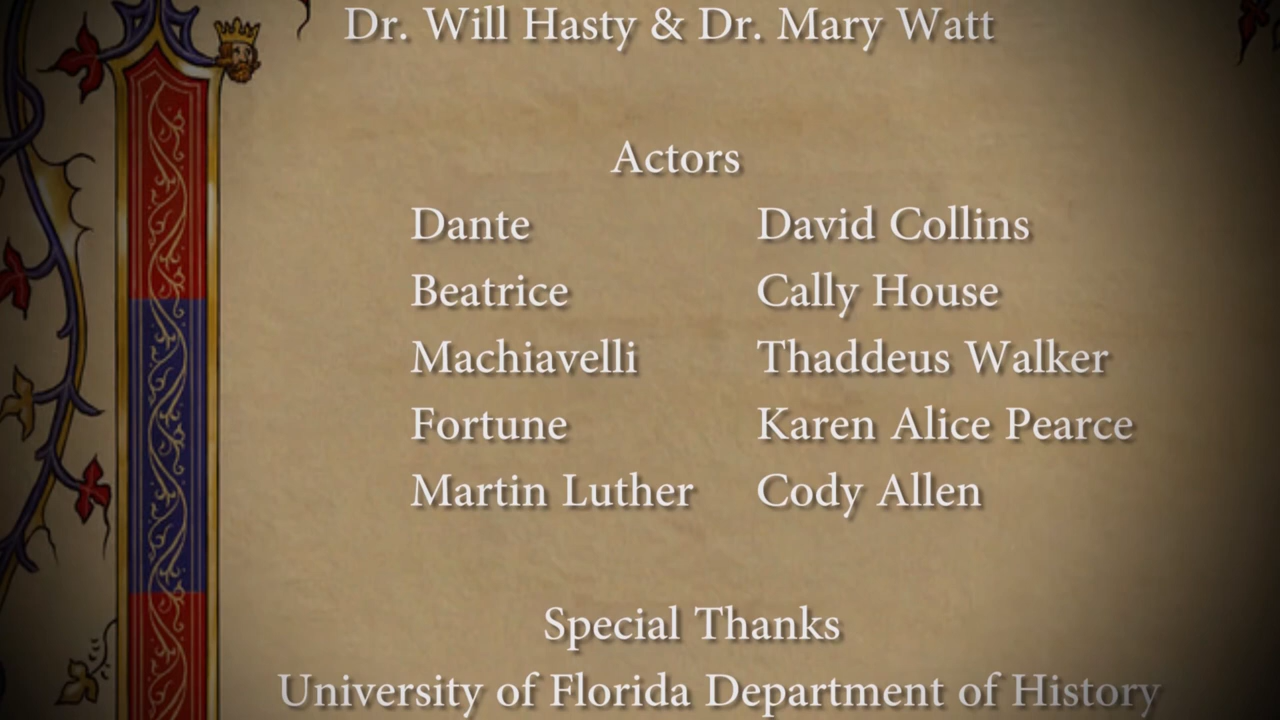 Dr. Will Hasty & Dr. Mary Watt
Actors
Dante David Collins
Beatrice Cally House
Machiavelli Thaddeus Walker
Fortune Karen Alice Pearce
Martin Luther Cody Allen
Special Thanks
University of Florida Department of History